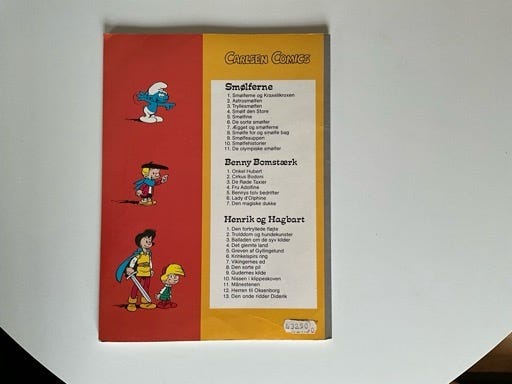 CARLSEN COMICS
Smølferne
1. Smølferne og Kraxelikroxen
2. Astrosmølfen
3. Tryllesmølfen
4. Smølf den Store
5. Smølfine
6. De sorte smølfer
7. Ægget og smølferne
8. Smølfe for og smølfe bag
9. Smølfesuppen
10. Smølfehistorier
11. De olympiske smølfer
Benny Bomstærk
1. Onkel Hubert
2. Cirkus Bodoni
3. De Røde Taxier
4. Fru Adolfine
5. Bennys tolv bedrifter
6. Lady d'Olphine
7. Den magiske dukke
Henrik og Hagbart
1. Den fortryllede fløjte
2. Trolddom og hundekunster
3. Balladen om de syv kilder
4. Det glemte land
5. Greven af Gyllingelund
6. Krinkelspis ring
7. Vikingernes ed
8. Den sorte pil
9. Gudernes kilde
10. Nissen i klippeskoven
11. Månestenen
12. Herren til Oksenborg
13. Den onde ridder Diderik